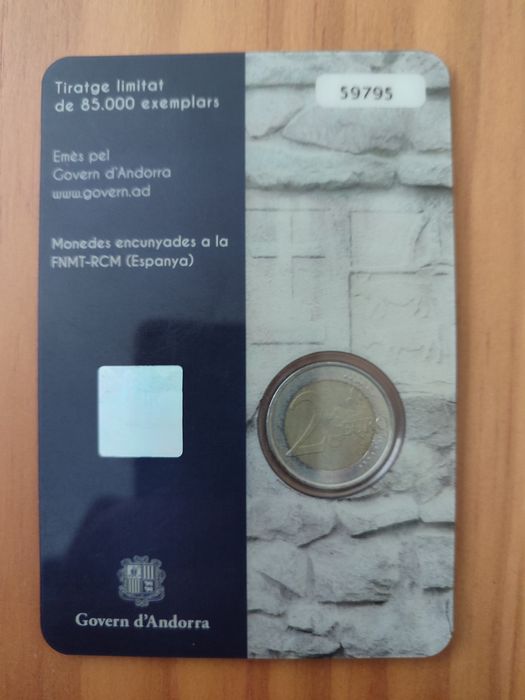 Tiratge limitat
de 85.000 exemplars
59795
Emès pel
Govern d'Andorra
www.govern.ad
Monedes encunyades a la
FNMT-RCM (Espanya)
2
Govern d'Andorra